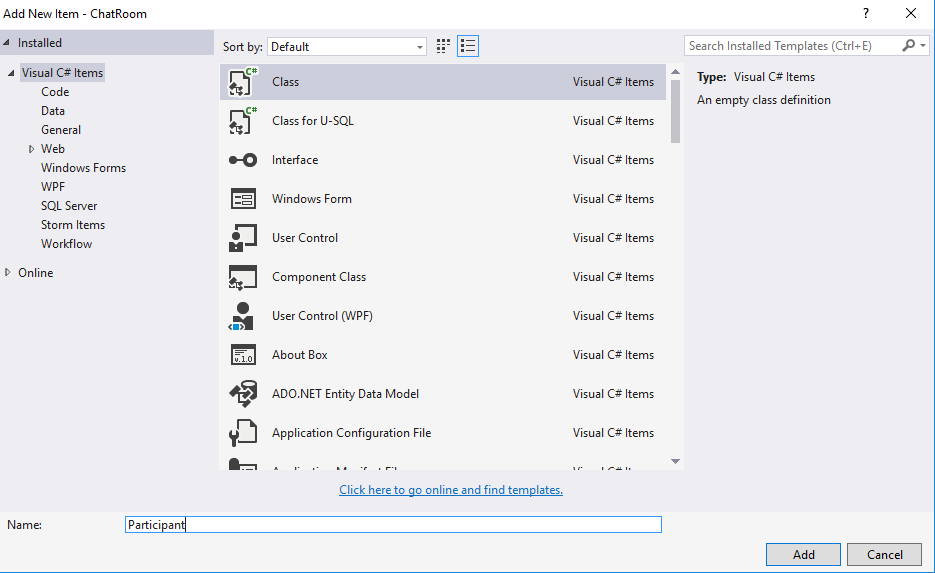 Add New Item - ChatRoom
?
Installed
Sort by: Default
Search Installed Templates (Ctrl+E)
Visual C# Items
Code
Data
General
Web
Windows Forms
WPF
SQL Server
Storm Items
Workflow
Online
C# Class Visual C# Items
C# Class for U-SQL Visual C# Items
Interface Visual C# Items
Windows Form Visual C# Items
User Control Visual C# Items
Component Class Visual C# Items
User Control (WPF) Visual C# Items
v.1.0 About Box Visual C# Items
ADO.NET Entity Data Model Visual C# Items
Application Configuration File Visual C# Items
Type: Visual C# Items
An empty class definition
Click here to go online and find templates.
Name: Participant
Add Cancel